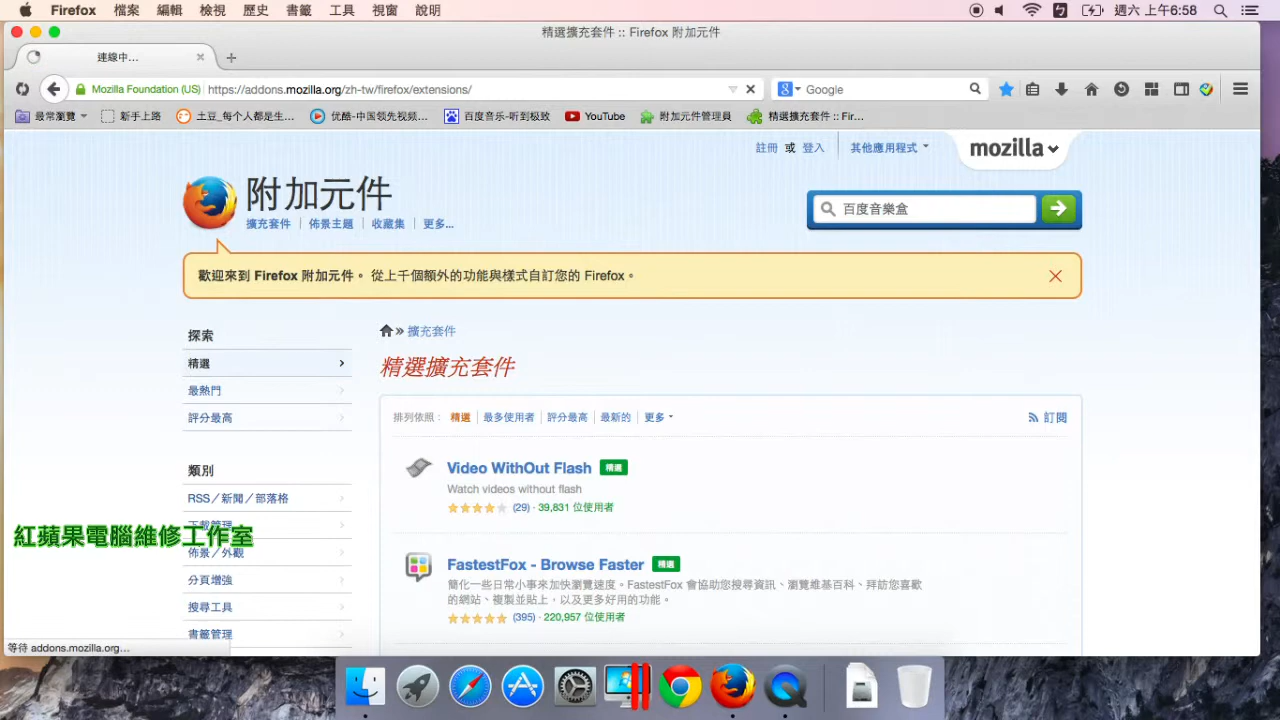 Firefox 檔案 編輯 檢視 歷史 書籤 工具 視窗 說明 週六 上午6:58
精選擴充套件 :: Firefox 附加元件
連線中...
Mozilla Foundation (US) https://addons.mozilla.org/zh-tw/firefox/extensions/ Google
最常瀏覽 新手上路 土豆_每个人都是生... 优酷-中国领先视频... 百度音乐-听到极致 YouTube 附加元件管理員 精選擴充套件 :: Fir...
註冊 或 登入 其他應用程式 mozilla
附加元件
擴充套件 佈景主題 收藏集 更多...
百度音樂盒
歡迎來到 Firefox 附加元件。 從上千個額外的功能與樣式自訂您的 Firefox。
探索
精選
最熱門
評分最高
類別
RSS／新聞／部落格
下載管理
佈景／外觀
分頁增強
搜尋工具
書籤管理
» 擴充套件
精選擴充套件
排列依照： 精選 最多使用者 評分最高 最新的 更多 訂閱
Video WithOut Flash 精選
Watch videos without flash
(29) · 39,831 位使用者
FastestFox - Browse Faster 精選
簡化一些日常小事來加快瀏覽速度。FastestFox 會協助您搜尋資訊、瀏覽維基百科、拜訪您喜歡
的網站、複製並貼上，以及更多好用的功能。
(395) · 220,957 位使用者
紅蘋果電腦維修工作室
等待 addons.mozilla.org...